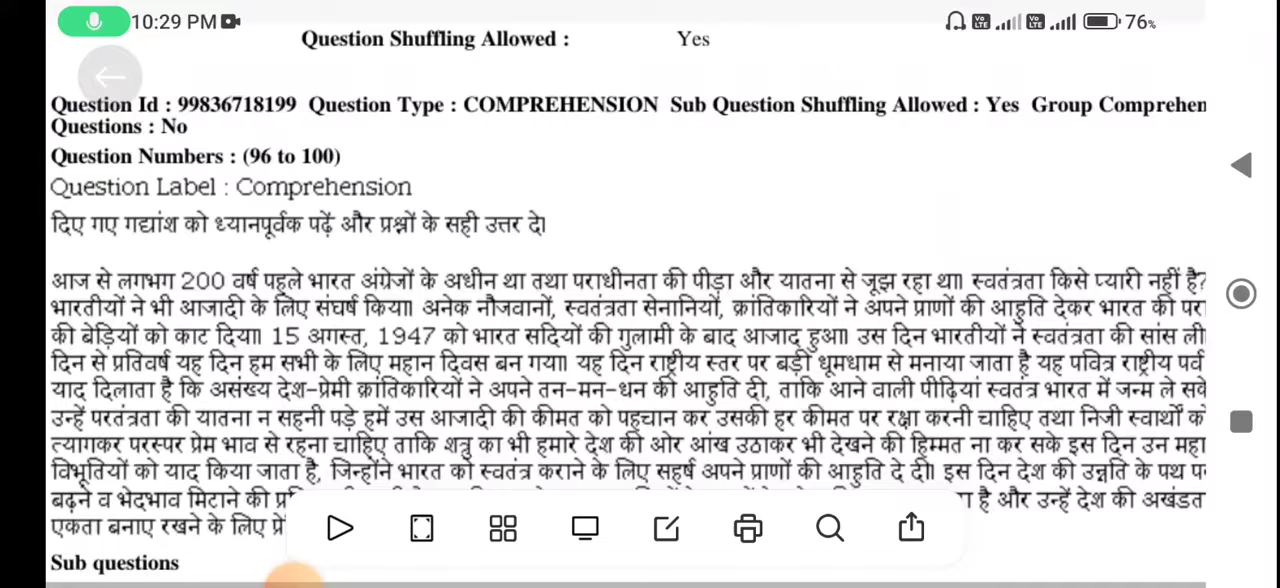 10:29 PM 76%
Question Shuffling Allowed : Yes
Question Id : 99836718199 Question Type : COMPREHENSION Sub Question Shuffling Allowed : Yes Group Comprehen
Questions : No
Question Numbers : (96 to 100)
Question Label : Comprehension
दिए गए गद्यांश को ध्यानपूर्वक पढ़ें और प्रश्नों के सही उत्तर दे।
आज से लगभग 200 वर्ष पहले भारत अंग्रेजों के अधीन था तथा पराधीनता की पीड़ा और यातना से जूझ रहा था। स्वतंत्रता किसे प्यारी नहीं है?
भारतीयों ने भी आजादी के लिए संघर्ष किया। अनेक नौजवानों, स्वतंत्रता सेनानियों, क्रांतिकारियों ने अपने प्राणों की आहुति देकर भारत की परा
की बेड़ियों को काट दिया। 15 अगस्त, 1947 को भारत सदियों की गुलामी के बाद आजाद हुआ। उस दिन भारतीयों ने स्वतंत्रता की सांस ली
दिन से प्रतिवर्ष यह दिन हम सभी के लिए महान दिवस बन गया। यह दिन राष्ट्रीय स्तर पर बड़ी धूमधाम से मनाया जाता है यह पवित्र राष्ट्रीय पर्व
याद दिलाता है कि असंख्य देश-प्रेमी क्रांतिकारियों ने अपने तन-मन-धन की आहुति दी, ताकि आने वाली पीढ़ियां स्वतंत्र भारत में जन्म ले सके
उन्हें परतंत्रता की यातना न सहनी पड़े हमें उस आजादी की कीमत को पहचान कर उसकी हर कीमत पर रक्षा करनी चाहिए तथा निजी स्वार्थों को
त्यागकर परस्पर प्रेम भाव से रहना चाहिए ताकि शत्रु का भी हमारे देश की ओर आंख उठाकर भी देखने की हिम्मत ना कर सके इस दिन उन महा
विभूतियों को याद किया जाता है, जिन्होंने भारत को स्वतंत्र कराने के लिए सहर्ष अपने प्राणों की आहुति दे दी। इस दिन देश की उन्नति के पथ प
बढ़ने व भेदभाव मिटाने की प्र है और उन्हें देश की अखंडत
एकता बनाए रखने के लिए प्रे
Sub questions